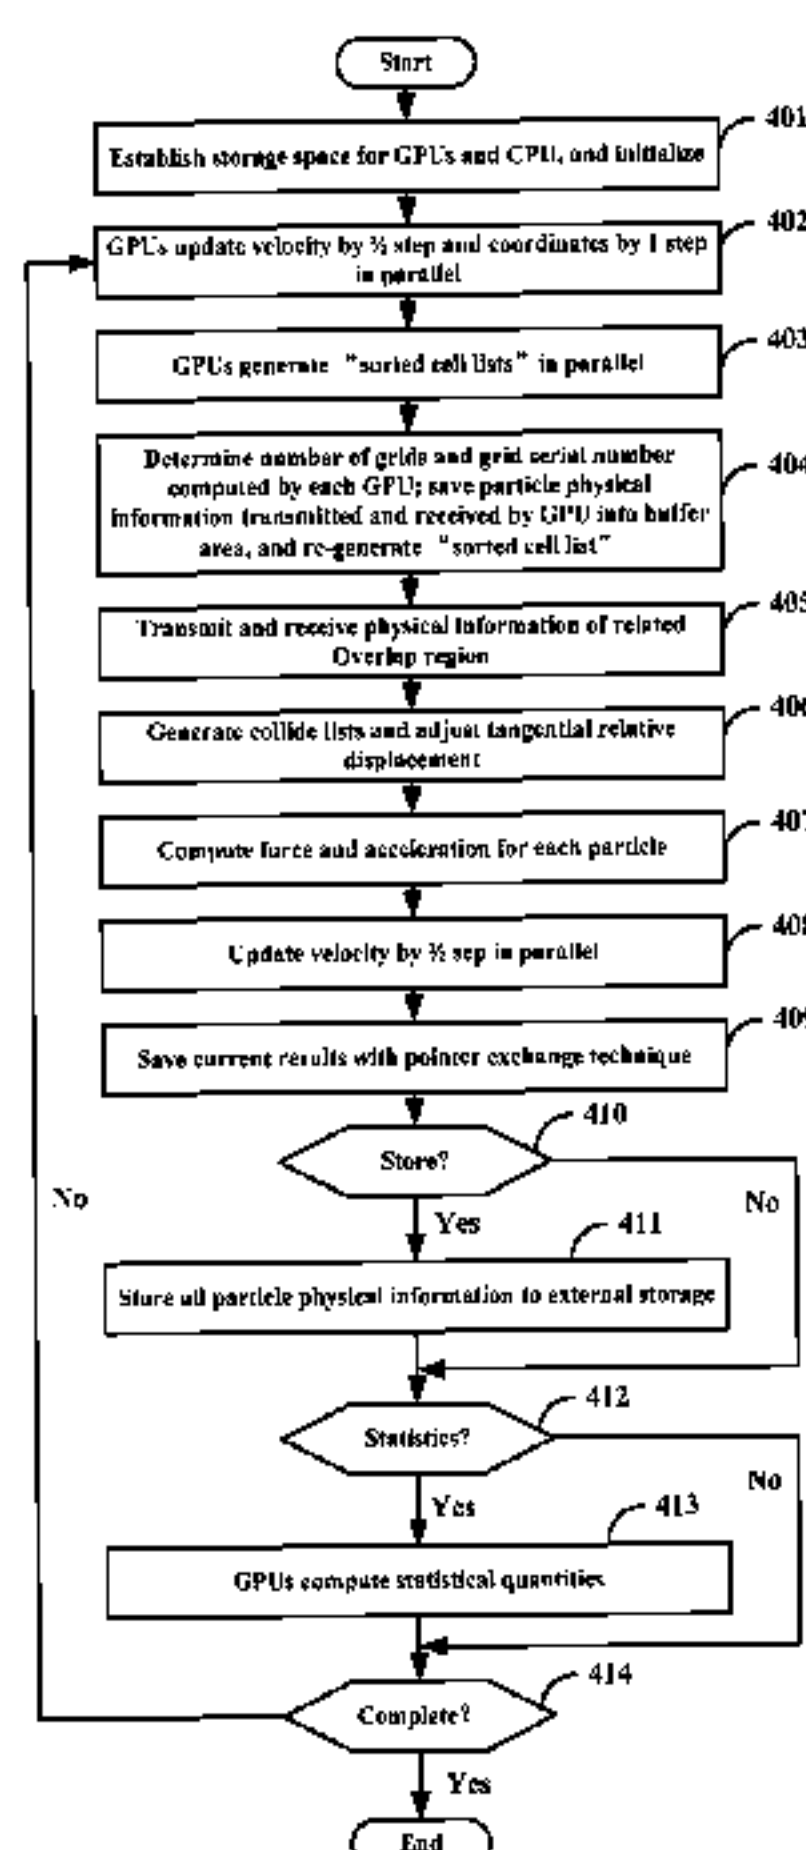 Start
401
Establish storage space for GPUs and CPU, and initialize
402
GPUs update velocity by ½ step and coordinates by 1 step
in parallel
403
GPUs generate “sorted cell lists” in parallel
404
Determine number of grids and grid serial number
computed by each GPU; save particle physical
information transmitted and received by GPU into buffer
area, and re-generate “sorted cell list”
405
Transmit and receive physical information of related
Overlap region
406
Generate collide lists and adjust tangential relative
displacement
407
Compute force and acceleration for each particle
408
Update velocity by ½ sep in parallel
409
Save current results with pointer exchange technique
410
Store?
No
No
Yes
411
Store all particle physical information to external storage
412
Statistics?
No
Yes
413
GPUs compute statistical quantities
414
Complete?
Yes
End